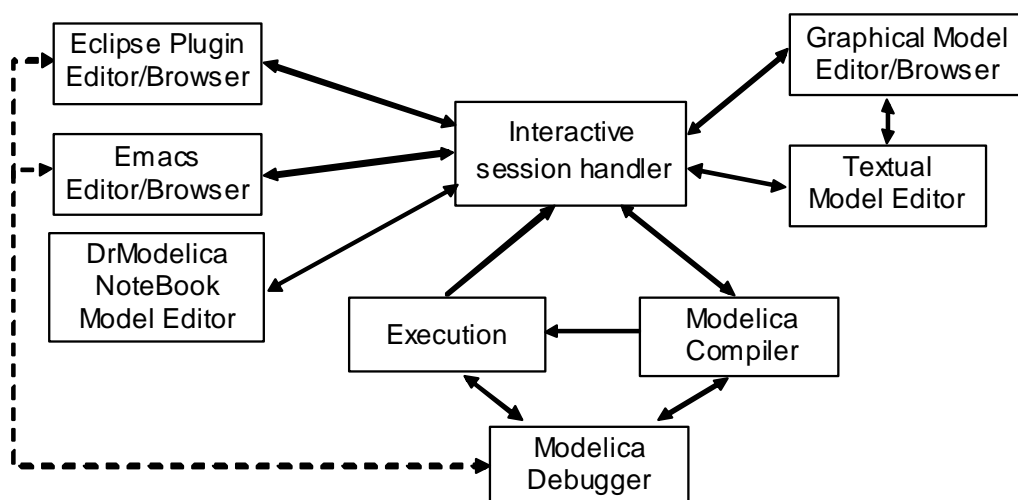 Eclipse Plugin
Editor/Browser
Graphical Model
Editor/Browser
Interactive
session handler
Emacs
Editor/Browser
Textual
Model Editor
DrModelica
NoteBook
Model Editor
Execution
Modelica
Compiler
Modelica
Debugger